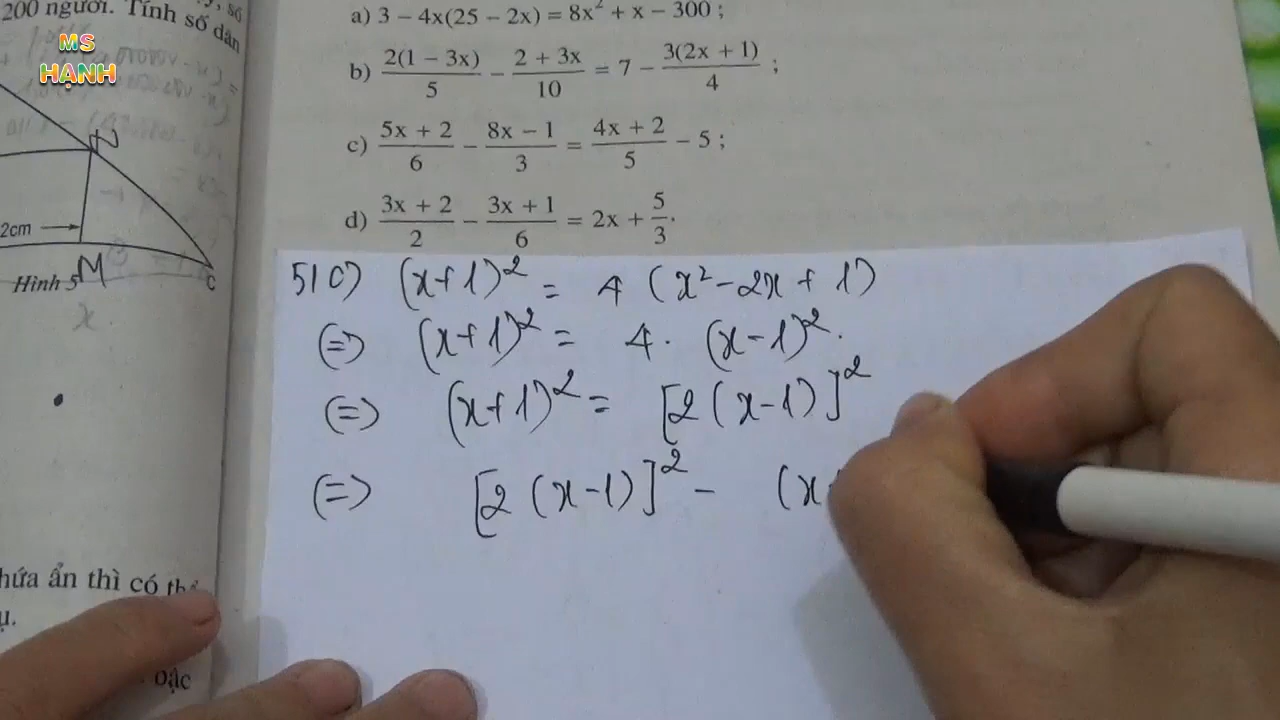 200 người. Tính số dân
MS
HẠNH
N
2cm
M
C
Hình 5
x
hứa ẩn thì có thể
ụ.
oặc
a) 3 − 4x(25 − 2x) = 8x² + x − 300 ;
b) 2(1 − 3x)/5 − (2 + 3x)/10 = 7 − 3(2x + 1)/4 ;
c) (5x + 2)/6 − (8x − 1)/3 = (4x + 2)/5 − 5 ;
d) (3x + 2)/2 − (3x + 1)/6 = 2x + 5/3.
51c) (x+1)² = 4 (x² − 2x + 1)
(=) (x+1)² = 4. (x−1)².
(=) (x+1)² = [2(x−1)]²
(=) [2(x−1)]² − (x